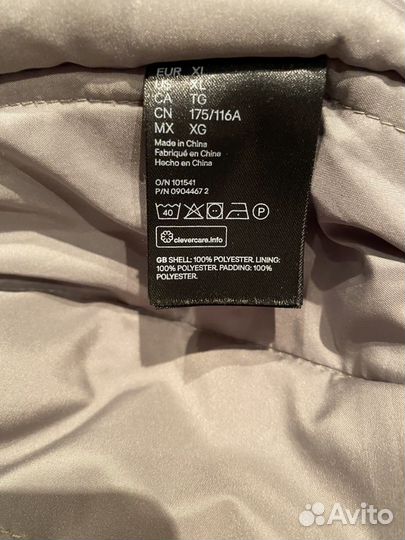 EUR XL
US XL
CA TG
CN 175/116A
MX XG
Made in China
Fabriqué en Chine
Hecho en China
O/N 101541
P/N 0904467 2
40 P
clevercare.info
GB SHELL: 100% POLYESTER. LINING:
100% POLYESTER. PADDING: 100%
POLYESTER.
Avito